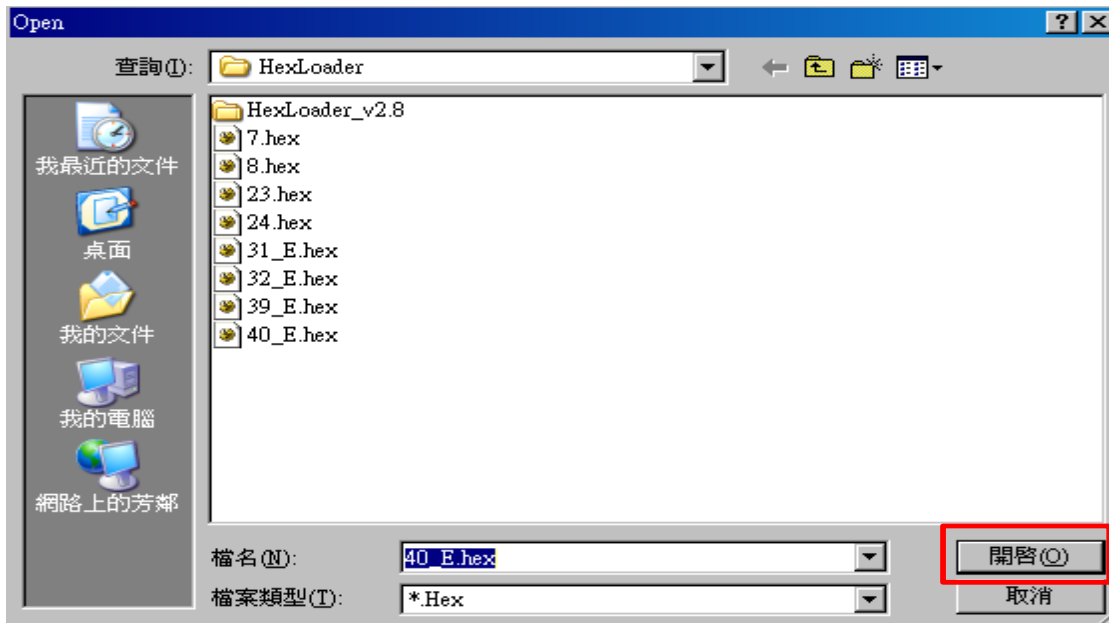 Open
查詢(I):
HexLoader
HexLoader_v2.8
7.hex
8.hex
23.hex
24.hex
31_E.hex
32_E.hex
39_E.hex
40_E.hex
我最近的文件
桌面
我的文件
我的電腦
網路上的芳鄰
檔名(N):
40_E.hex
開啓(O)
檔案類型(T):
*.Hex
取消